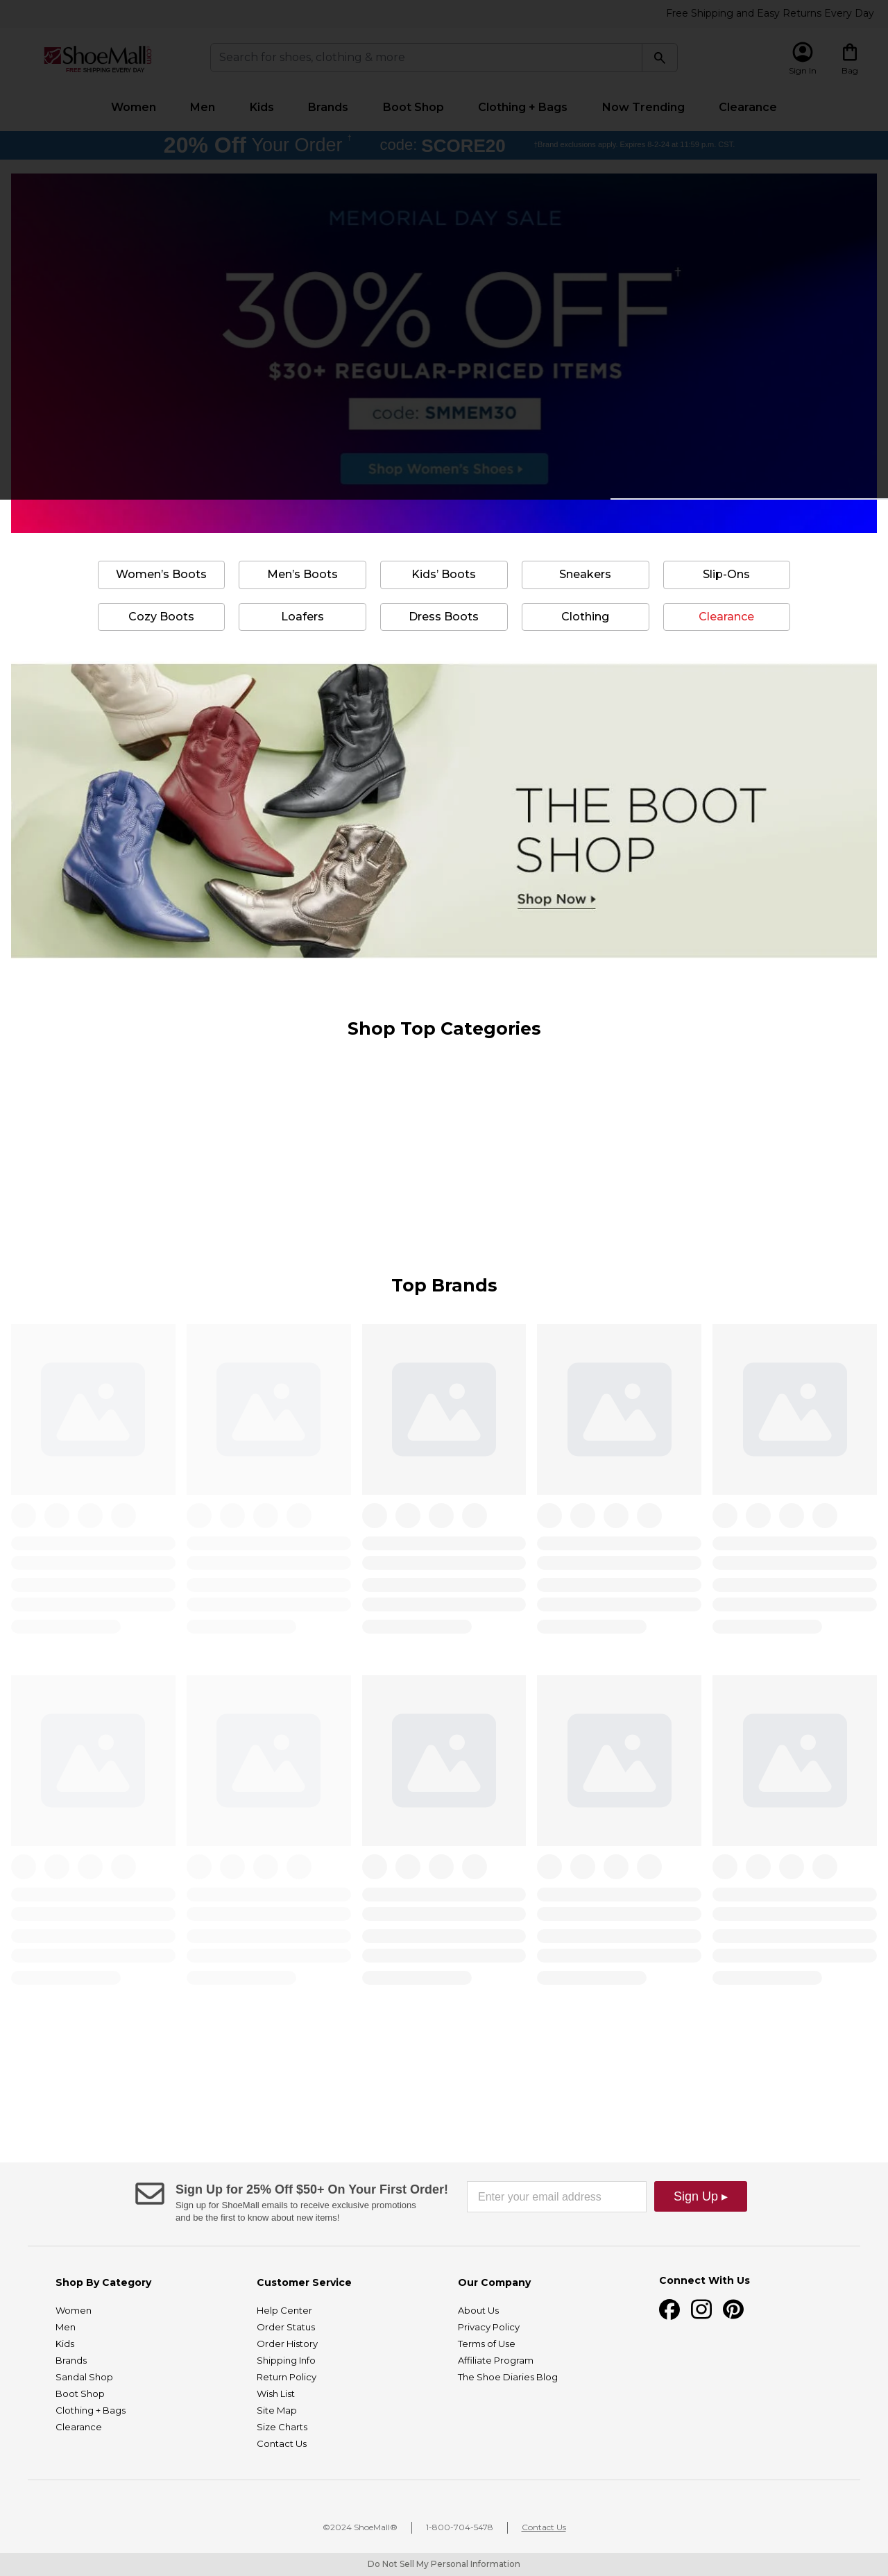 Free Shipping and Easy Returns Every Day
ShoeMall.com
FREE SHIPPING EVERY DAY
Search for shoes, clothing & more
Sign In
Bag
Women Men Kids Brands Boot Shop Clothing + Bags Now Trending Clearance
20% Off Your Order † code: SCORE20 †Brand exclusions apply. Expires 8-2-24 at 11:59 p.m. CST.
MEMORIAL DAY SALE
30% OFF†
$30+ REGULAR-PRICED ITEMS
code: SMMEM30
Shop Women's Shoes
Women’s Boots Men’s Boots Kids’ Boots Sneakers Slip-Ons
Cozy Boots Loafers Dress Boots Clothing Clearance
THE BOOT
SHOP
Shop Now
Shop Top Categories
Top Brands
Sign Up for 25% Off $50+ On Your First Order!
Sign up for ShoeMall emails to receive exclusive promotions
and be the first to know about new items!
Enter your email address
Sign Up ▸
Shop By Category
Women
Men
Kids
Brands
Sandal Shop
Boot Shop
Clothing + Bags
Clearance
Customer Service
Help Center
Order Status
Order History
Shipping Info
Return Policy
Wish List
Site Map
Size Charts
Contact Us
Our Company
About Us
Privacy Policy
Terms of Use
Affiliate Program
The Shoe Diaries Blog
Connect With Us
©2024 ShoeMall® 1-800-704-5478 Contact Us
Do Not Sell My Personal Information